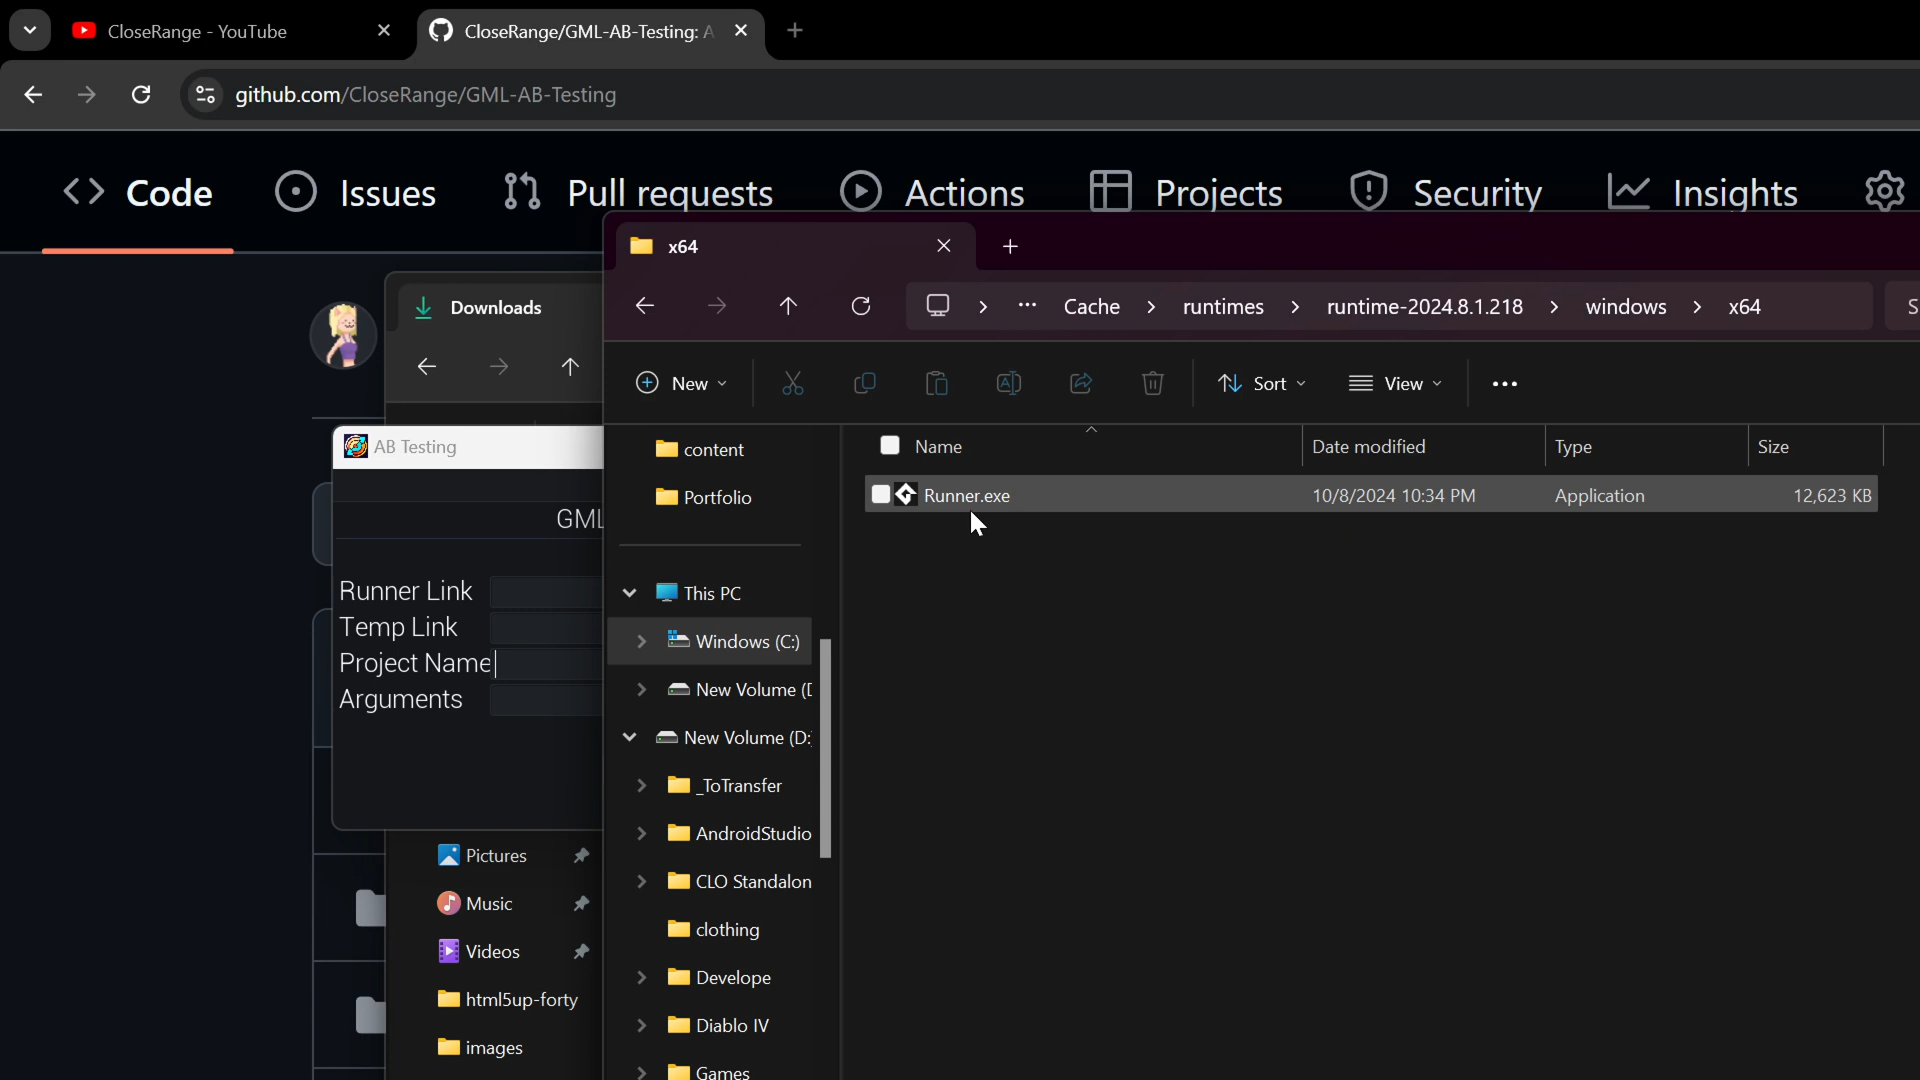 CloseRange - YouTube
CloseRange/GML-AB-Testing: A
github.com/CloseRange/GML-AB-Testing
Code
Issues
Pull requests
Actions
Projects
Security
Insights
x64
Downloads
Cache
runtimes
runtime-2024.8.1.218
windows
x64
S
New
Sort
View
AB Testing
GML
Runner Link
Temp Link
Project Name
Arguments
Pictures
Music
Videos
html5up-forty
images
content
Portfolio
This PC
Windows (C:)
New Volume (D
New Volume (D:)
_ToTransfer
AndroidStudio
CLO Standalon
clothing
Develope
Diablo IV
Games
Name
Date modified
Type
Size
Runner.exe
10/8/2024 10:34 PM
Application
12,623 KB